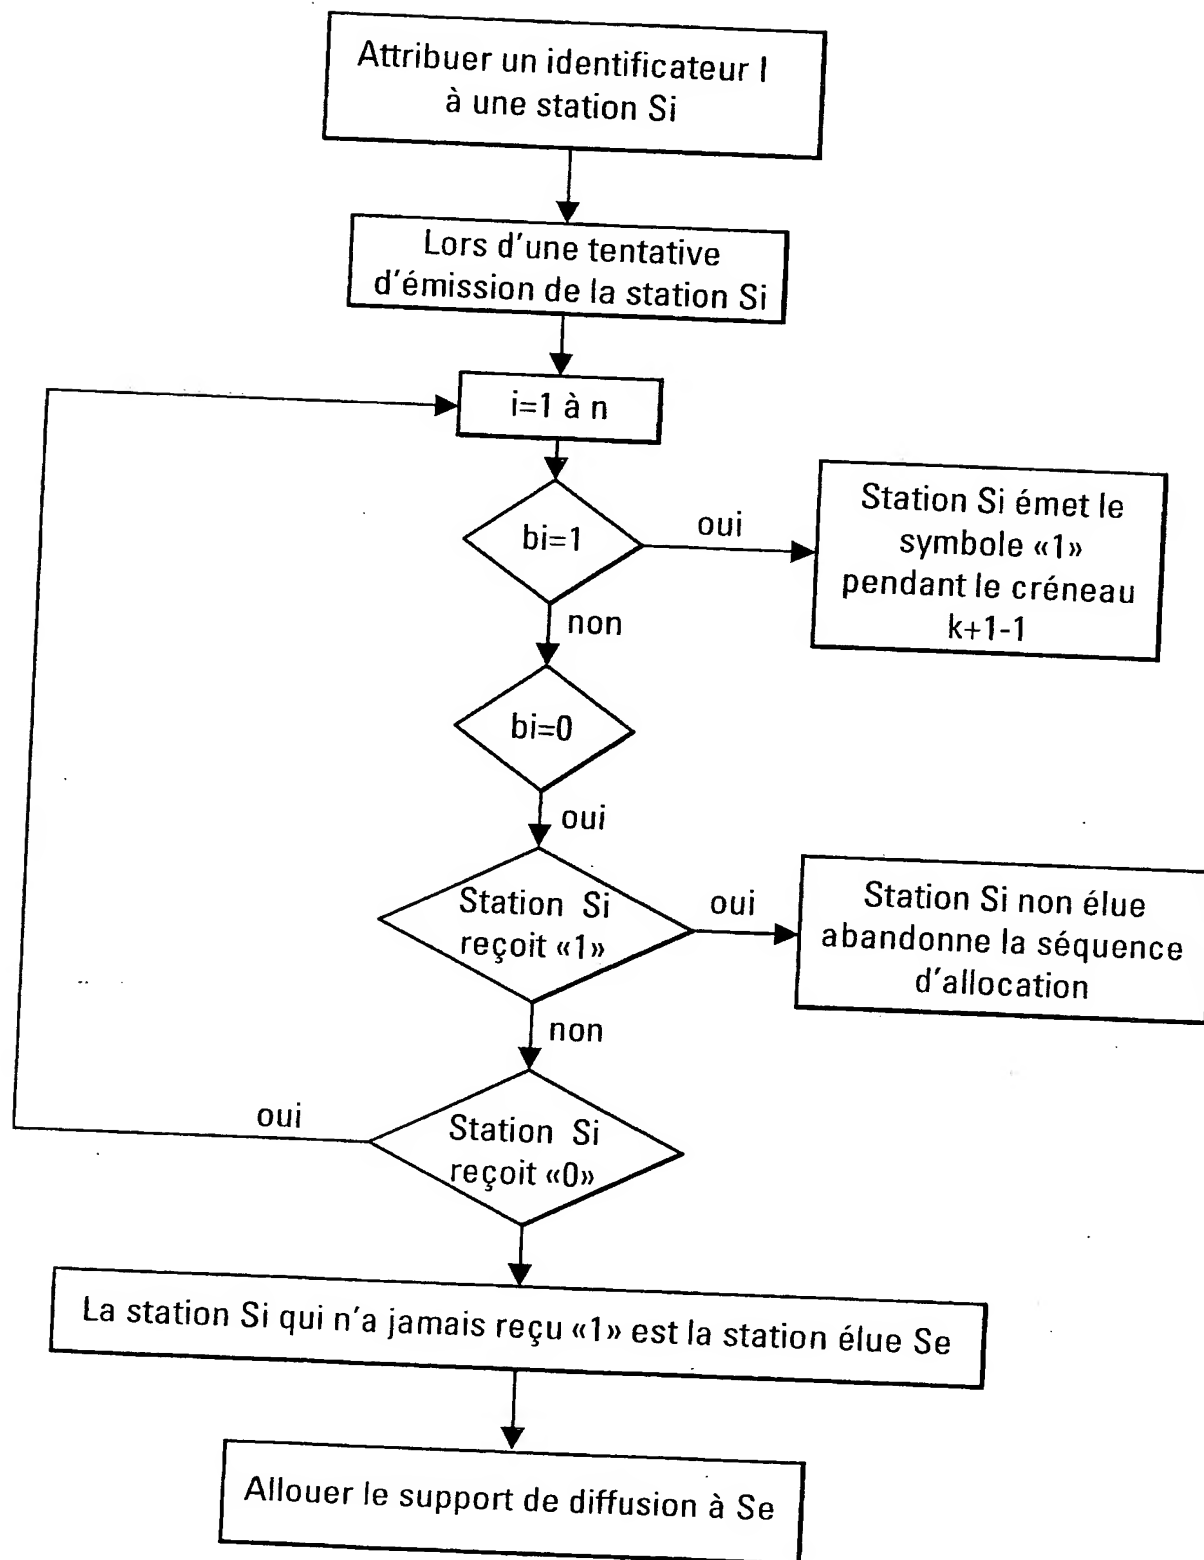 Attribuer un identificateur I
à une station Si
Lors d'une tentative
d'émission de la station Si
i=1 à n
bi=1
oui
Station Si émet le
symbole «1»
pendant le créneau
k+1-1
non
bi=0
oui
Station Si
reçoit «1»
oui
Station Si non élue
abandonne la séquence
d'allocation
non
Station Si
reçoit «0»
oui
La station Si qui n'a jamais reçu «1» est la station élue Se
Allouer le support de diffusion à Se